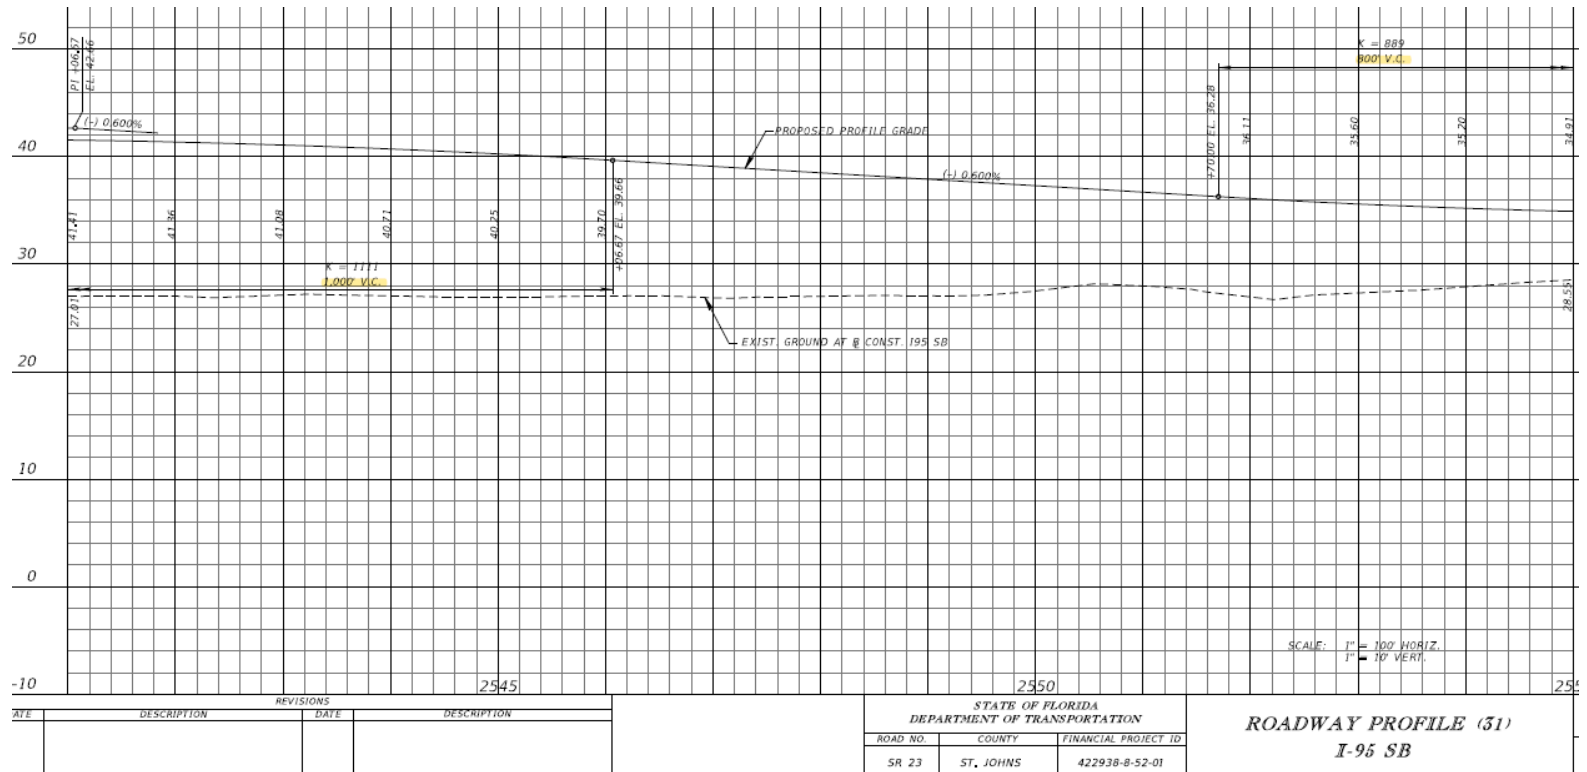 50
40
30
20
10
0
-10
PI +06.67
EL. 42.66
(-) 0.600%
PROPOSED PROFILE GRADE
(-) 0.600%
K = 889
800' V.C.
+70.00 EL. 36.28
36.11
35.60
35.20
34.91
41.41
41.36
41.08
40.71
40.25
39.70
+06.67 EL. 39.66
K = 1111
1,000' V.C.
27.01
28.55
EXIST. GROUND AT ℄ CONST. I95 SB
SCALE: 1" = 100' HORIZ.
1" = 10' VERT.
2545
2550
255
REVISIONS
ATE DESCRIPTION DATE DESCRIPTION
STATE OF FLORIDA
DEPARTMENT OF TRANSPORTATION
ROAD NO. COUNTY FINANCIAL PROJECT ID
SR 23 ST. JOHNS 422938-8-52-01
ROADWAY PROFILE (31)
I-95 SB